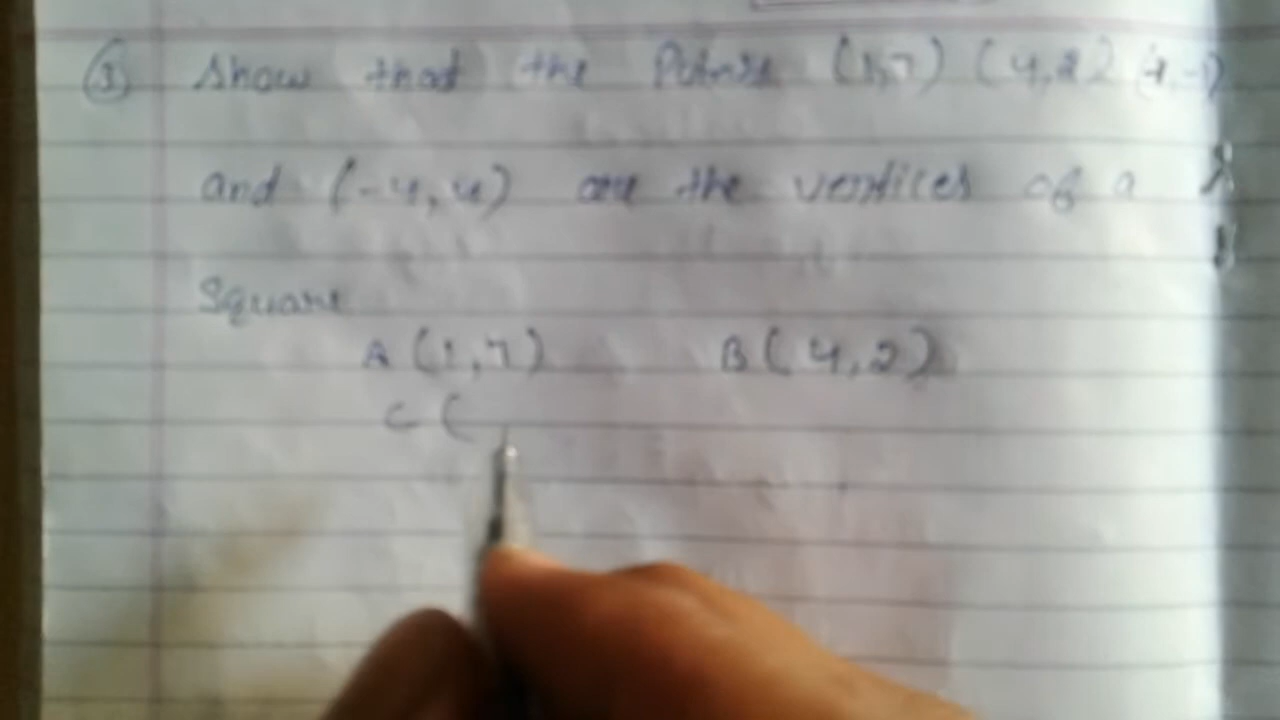 ① Show that the Points (1,7) (4,2) (-1,-1)
and (-4,4) are the vertices of a
Square
A (1,7) B (4,2)
C (